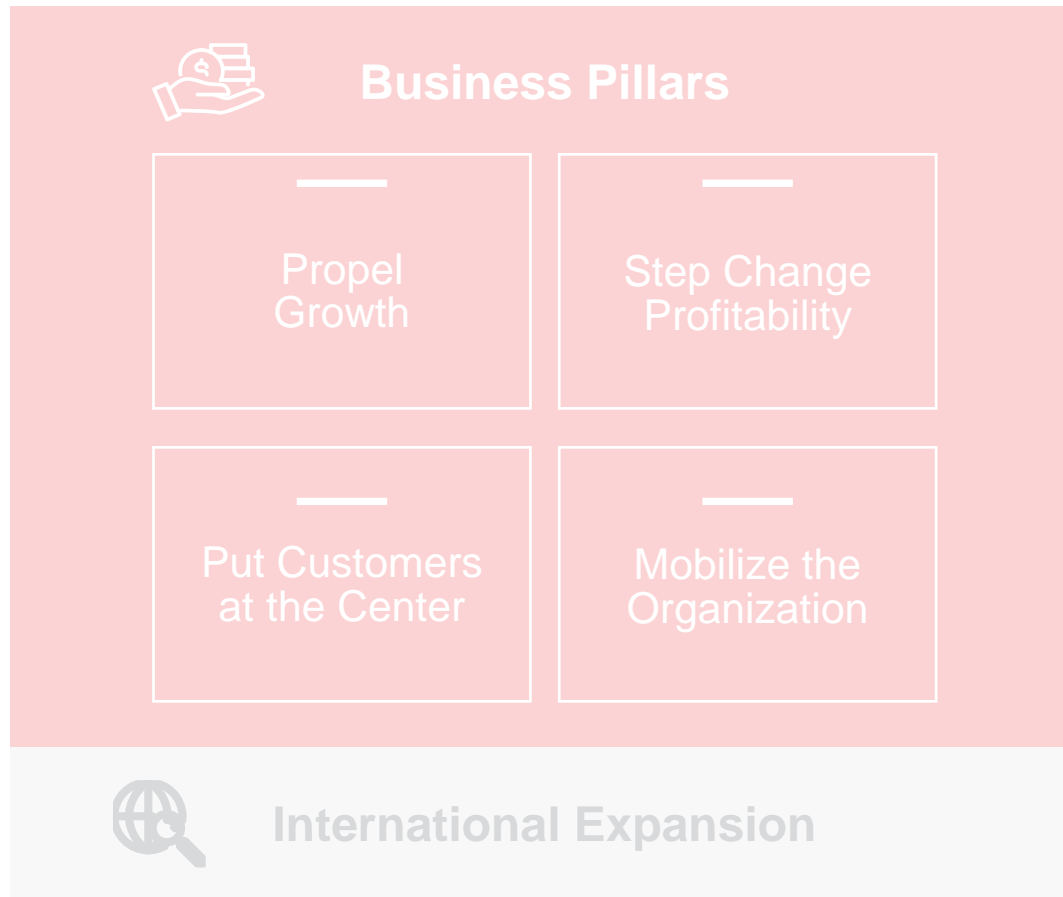 Business Pillars
Propel
Growth
Step Change
Profitability
Put Customers
at the Center
Mobilize the
Organization
International Expansion